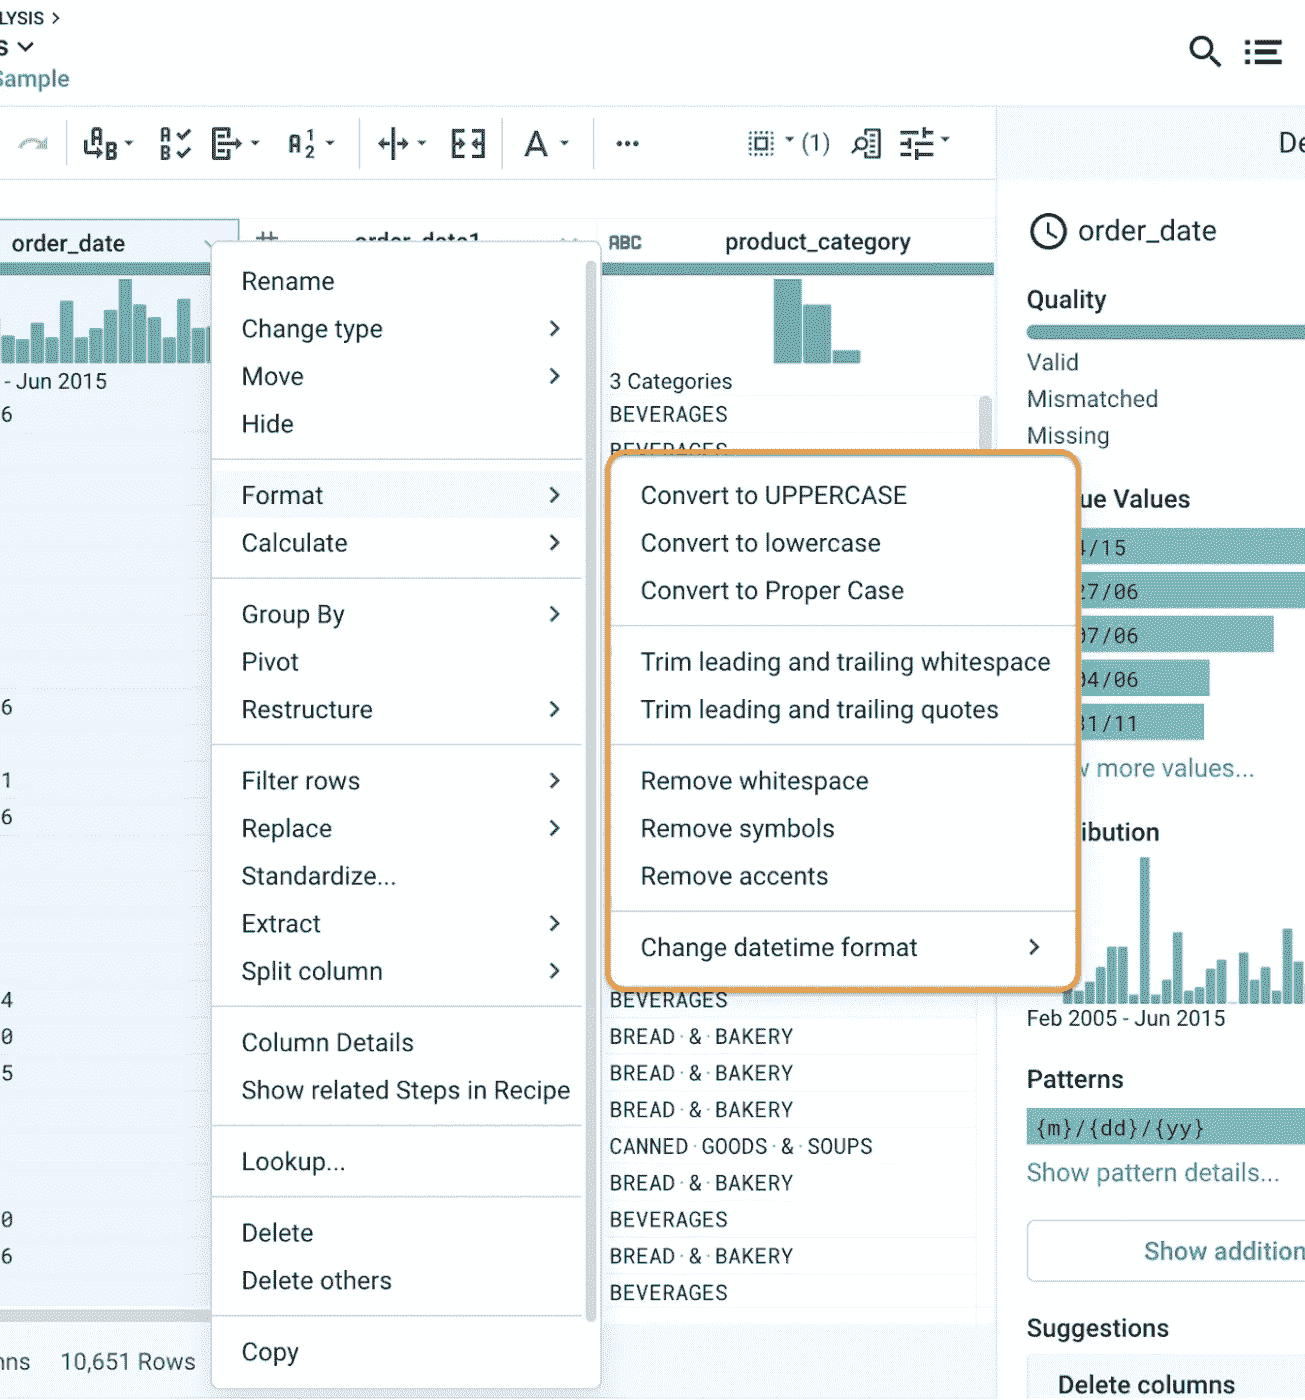 LYSIS >
S
Sample
(1)
De
order_date
order_date1
ABC
product_category
- Jun 2015
3 Categories
6
BEVERAGES
BEVERAGES
Rename
Change type
Move
Hide
Format
Calculate
Group By
Pivot
Restructure
Filter rows
Replace
Standardize...
Extract
Split column
Column Details
Show related Steps in Recipe
Lookup...
Delete
Delete others
Copy
Convert to UPPERCASE
Convert to lowercase
Convert to Proper Case
Trim leading and trailing whitespace
Trim leading and trailing quotes
Remove whitespace
Remove symbols
Remove accents
Change datetime format
6
1
6
4
0
5
0
6
BEVERAGES
BREAD · & · BAKERY
BREAD · & · BAKERY
BREAD · & · BAKERY
CANNED · GOODS · & · SOUPS
BREAD · & · BAKERY
BEVERAGES
BREAD · & · BAKERY
BEVERAGES
nns
10,651 Rows
order_date
Quality
Valid
Mismatched
Missing
ue Values
4/15
27/06
07/06
04/06
31/11
w more values...
ibution
Feb 2005 - Jun 2015
Patterns
{m}/{dd}/{yy}
Show pattern details...
Show addition
Suggestions
Delete columns